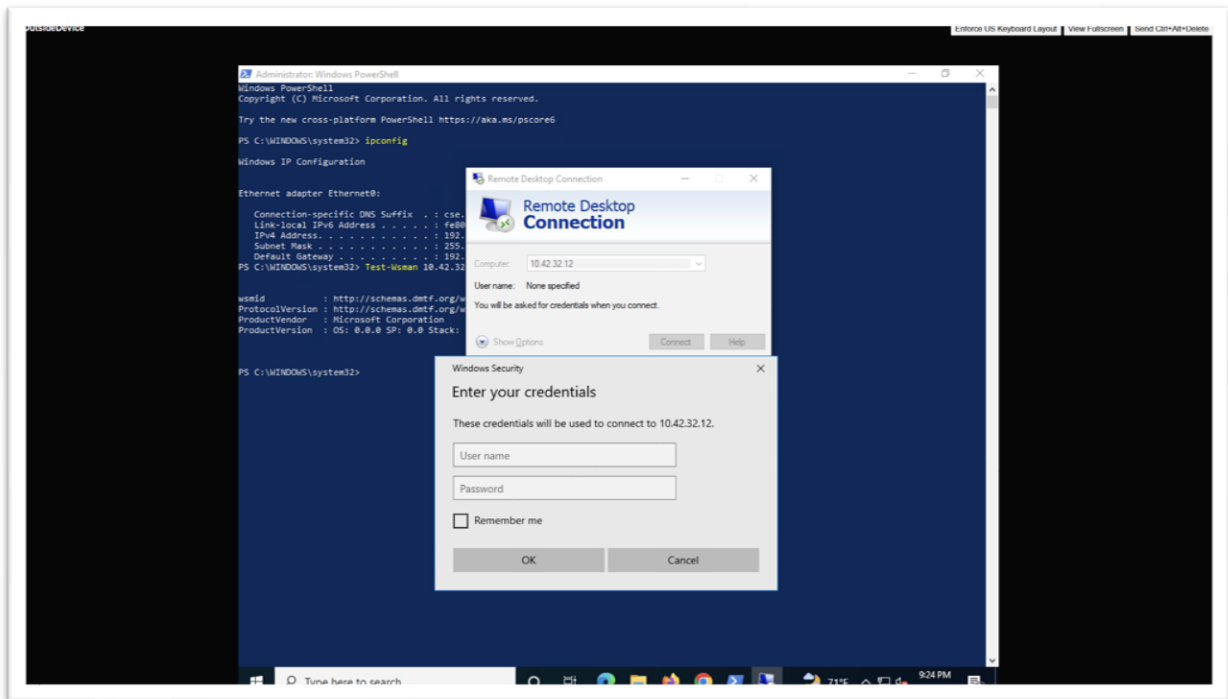 OutsideDevice
Enforce US Keyboard Layout View Fullscreen Send Ctrl+Alt+Delete
Administrator: Windows PowerShell
Windows PowerShell
Copyright (C) Microsoft Corporation. All rights reserved.
Try the new cross-platform PowerShell https://aka.ms/pscore6
PS C:\WINDOWS\system32> ipconfig
Windows IP Configuration
Ethernet adapter Ethernet0:
Connection-specific DNS Suffix . : cse.
Link-local IPv6 Address . . . . . : fe80
IPv4 Address. . . . . . . . . . . : 192.
Subnet Mask . . . . . . . . . . . : 255.
Default Gateway . . . . . . . . . : 192.
PS C:\WINDOWS\system32> Test-Wsman 10.42.32
wsmid : http://schemas.dmtf.org/w
ProtocolVersion : http://schemas.dmtf.org/w
ProductVendor : Microsoft Corporation
ProductVersion : OS: 0.0.0 SP: 0.0 Stack:
PS C:\WINDOWS\system32>
Remote Desktop Connection
Remote Desktop
Connection
Computer: 10.42.32.12
User name: None specified
You will be asked for credentials when you connect.
Show Options Connect Help
Windows Security
Enter your credentials
These credentials will be used to connect to 10.42.32.12.
User name
Password
Remember me
OK Cancel
Type here to search 71°F 9:24 PM